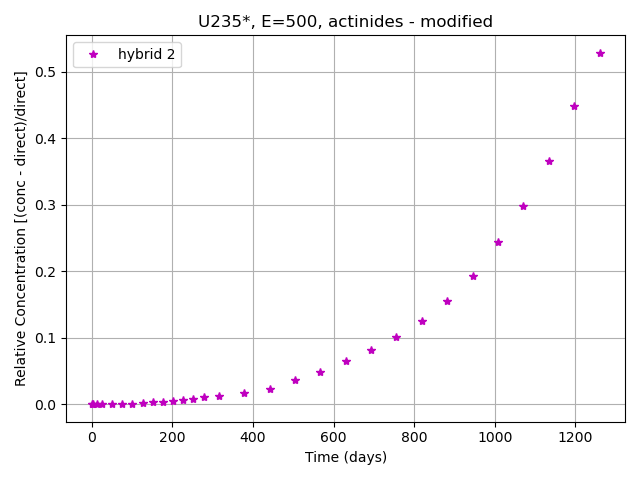 U235*, E=500, actinides - modified
hybrid 2
Relative Concentration [(conc - direct)/direct]
0.5
0.4
0.3
0.2
0.1
0.0
0 200 400 600 800 1000 1200
Time (days)